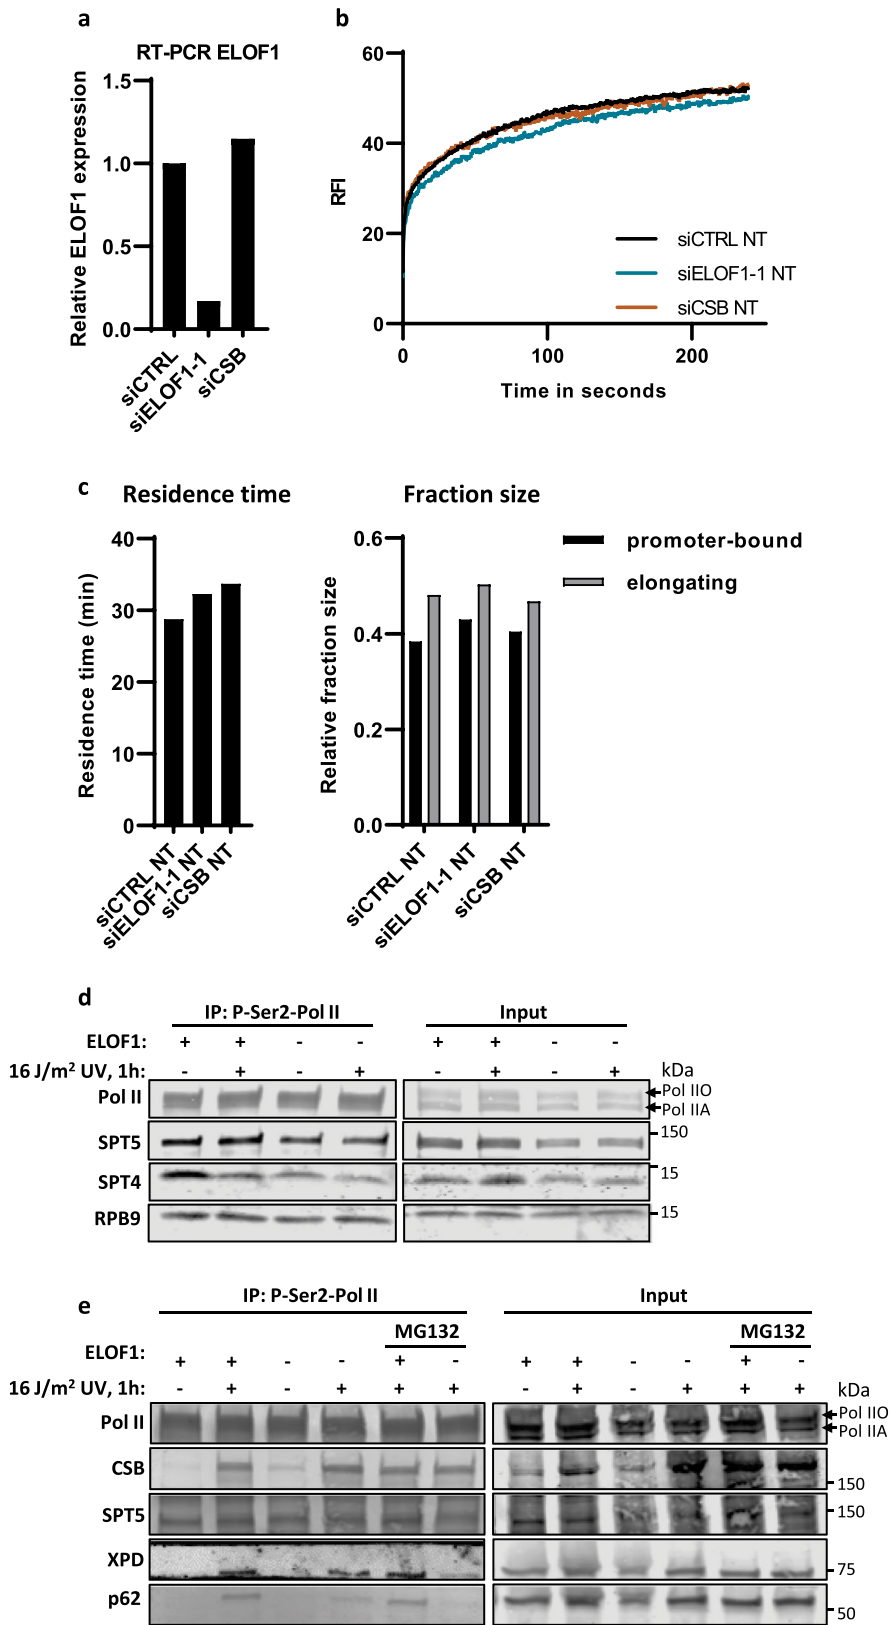 a
RT-PCR ELOF1
Relative ELOF1 expression
1.5
1.0
0.5
0.0
siCTRL
siELOF1-1
siCSB
b
RFI
60
40
20
0
0 100 200
Time in seconds
siCTRL NT
siELOF1-1 NT
siCSB NT
c
Residence time
Residence time (min)
40
30
20
10
0
siCTRL NT
siELOF1-1 NT
siCSB NT
Fraction size
Relative fraction size
0.6
0.4
0.2
0.0
siCTRL NT
siELOF1-1 NT
siCSB NT
promoter-bound
elongating
d
IP: P-Ser2-Pol II Input
ELOF1: + + - - + + - -
16 J/m² UV, 1h: - + - + - + - + kDa
Pol II Pol IIO
Pol IIA
SPT5 150
SPT4 15
RPB9 15
e
IP: P-Ser2-Pol II Input
MG132 MG132
ELOF1: + + - - + - + + - - + -
16 J/m² UV, 1h: - + - + + + - + - + + + kDa
Pol II Pol IIO
Pol IIA
CSB 150
SPT5 150
XPD 75
p62 50